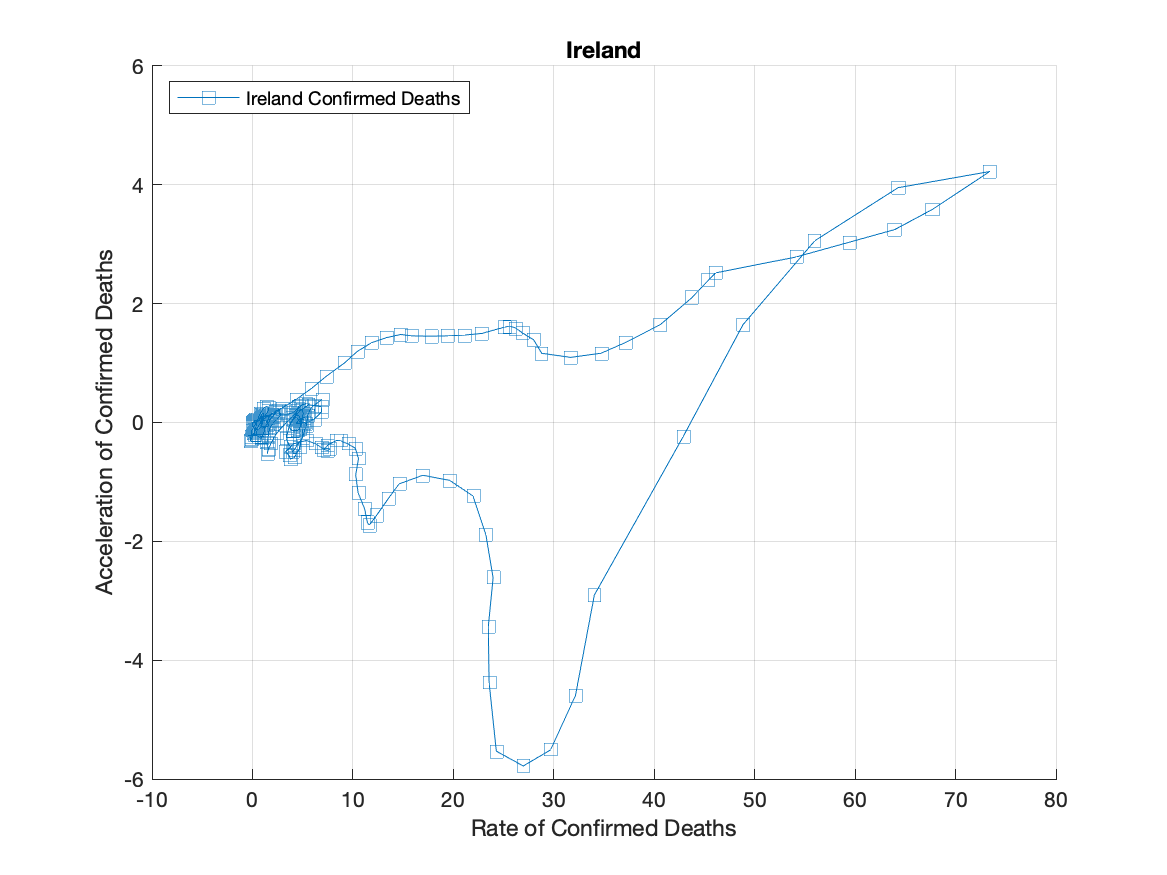 Ireland
Ireland Confirmed Deaths
6
4
2
0
-2
-4
-6
Acceleration of Confirmed Deaths
-10 0 10 20 30 40 50 60 70 80
Rate of Confirmed Deaths